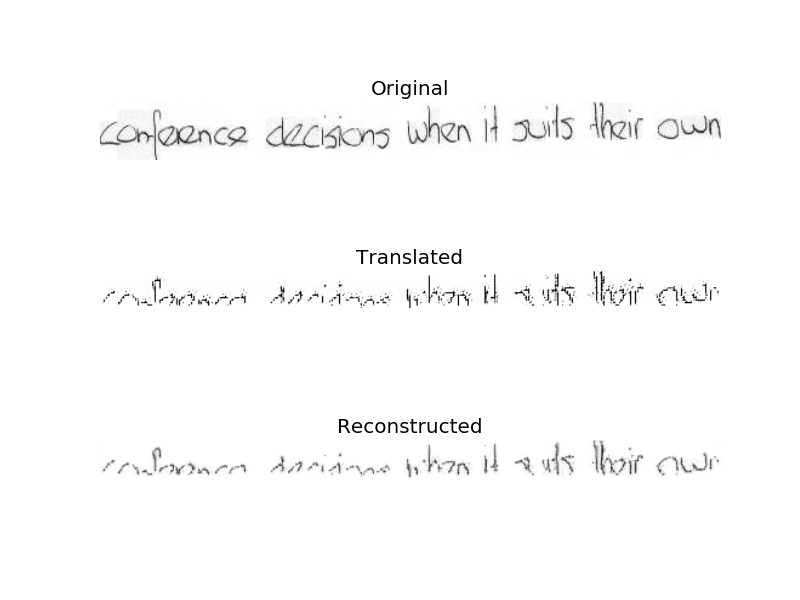 Original
conference decisions when it suits their own
Translated
conference decisions when it suits their own
Reconstructed
conference decisions when it suits their own